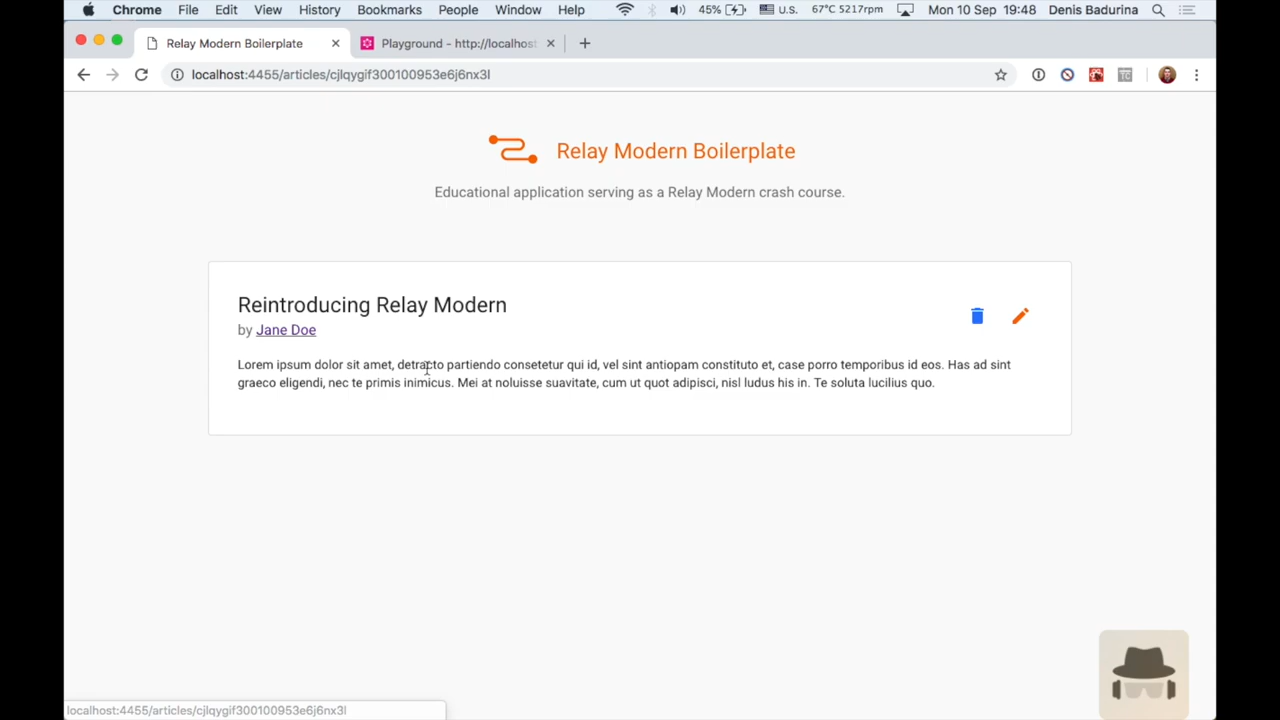 Chrome File Edit View History Bookmarks People Window Help 45% U.S. 67°C 5217rpm Mon 10 Sep 19:48 Denis Badurina
Relay Modern Boilerplate Playground - http://localhos
localhost:4455/articles/cjlqygif300100953e6j6nx3l
Relay Modern Boilerplate
Educational application serving as a Relay Modern crash course.
Reintroducing Relay Modern
by Jane Doe
Lorem ipsum dolor sit amet, detracto partiendo consetetur qui id, vel sint antiopam constituto et, case porro temporibus id eos. Has ad sint
graeco eligendi, nec te primis inimicus. Mei at noluisse suavitate, cum ut quot adipisci, nisl ludus his in. Te soluta lucilius quo.
localhost:4455/articles/cjlqygif300100953e6j6nx3l